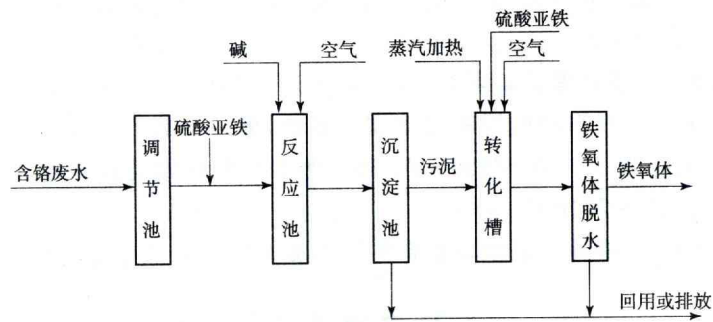 硫酸亚铁
碱
空气
蒸汽加热
空气
硫酸亚铁
含铬废水
调节池
反应池
沉淀池
污泥
转化槽
铁氧体脱水
铁氧体
回用或排放